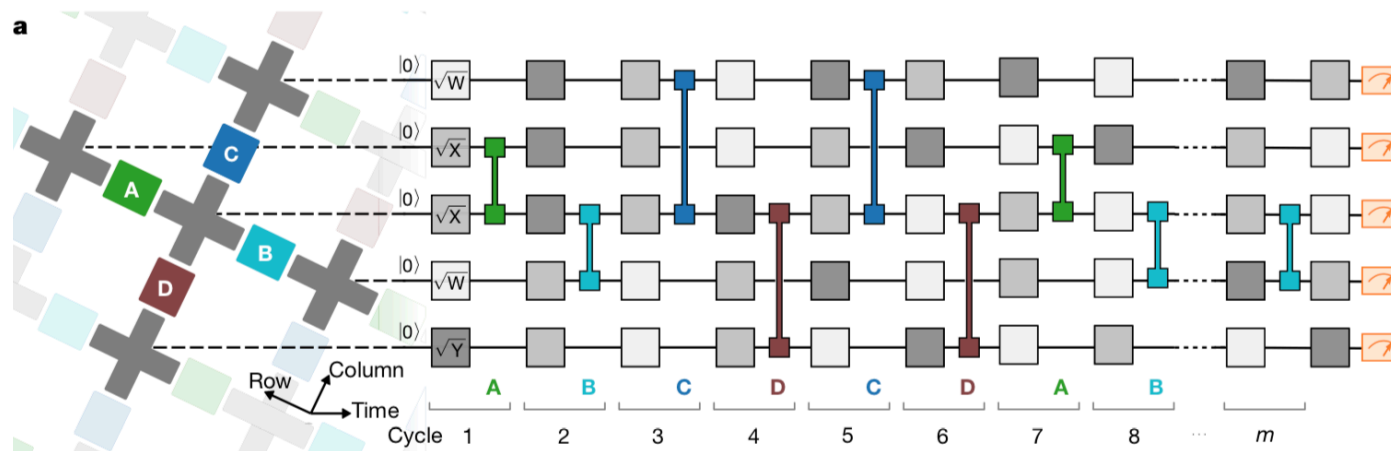 a
|0⟩
√W
|0⟩
√X
C
A
|0⟩
√X
B
|0⟩
√W
D
|0⟩
√Y
Row
Column
Time
A B C D C D A B
Cycle 1 2 3 4 5 6 7 8 ... m